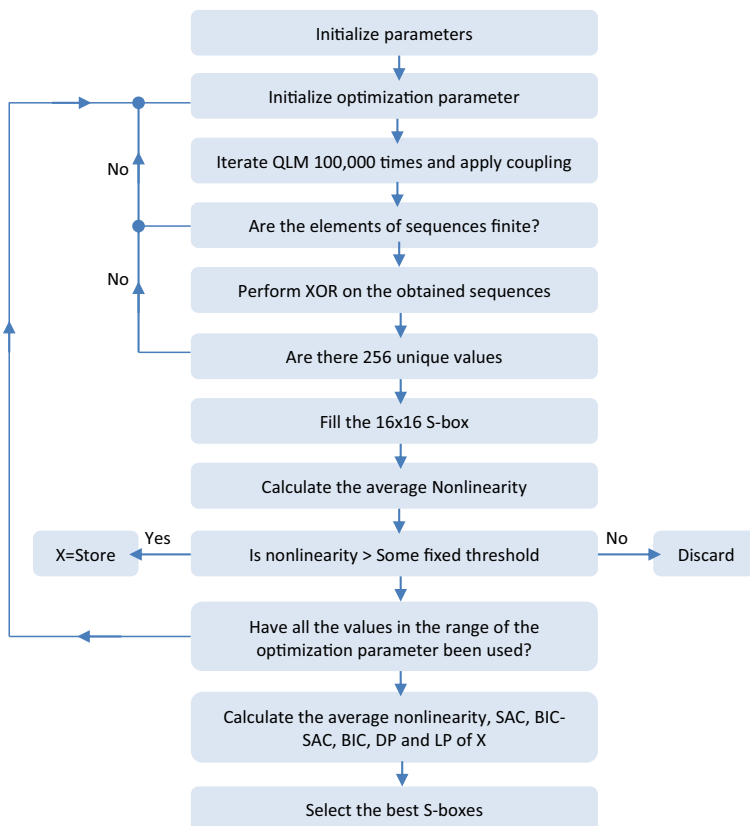 Initialize parameters
Initialize optimization parameter
Iterate QLM 100,000 times and apply coupling
No
Are the elements of sequences finite?
No
Perform XOR on the obtained sequences
Are there 256 unique values
Fill the 16x16 S-box
Calculate the average Nonlinearity
X=Store
Yes
Is nonlinearity > Some fixed threshold
No
Discard
Have all the values in the range of the
optimization parameter been used?
Calculate the average nonlinearity, SAC, BIC-
SAC, BIC, DP and LP of X
Select the best S-boxes